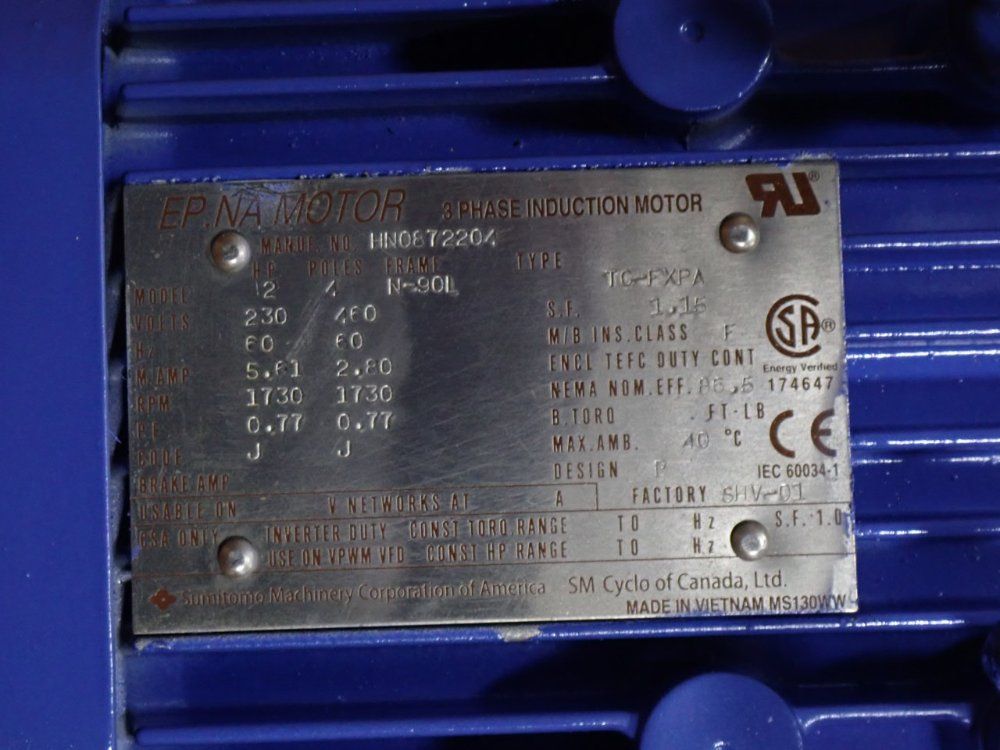 EP.NA MOTOR 3 PHASE INDUCTION MOTOR
MANUF. NO. HN0872204
HP POLES FRAME TYPE
MODEL 2 4 N-90L TC-FXPA
VOLTS 230 460 S.F. 1.15
Hz 60 60 M/B INS.CLASS F
M.AMP 5.61 2.80 ENCL TEFC DUTY CONT
Energy Verified
RPM 1730 1730 NEMA NOM.EFF. 86.5 174647
P.F. 0.77 0.77 B.TORQ FT-LB
CODE J J MAX.AMB. 40 °C CE
BRAKE AMP DESIGN IEC 60034-1
USABLE ON V NETWORKS AT A FACTORY SHV-01
CSA ONLY INVERTER DUTY CONST TORQ RANGE TO Hz S.F. 1.0
USE ON VPWM VFD CONST HP RANGE TO Hz
Sumitomo Machinery Corporation of America SM Cyclo of Canada, Ltd.
MADE IN VIETNAM MS130WW